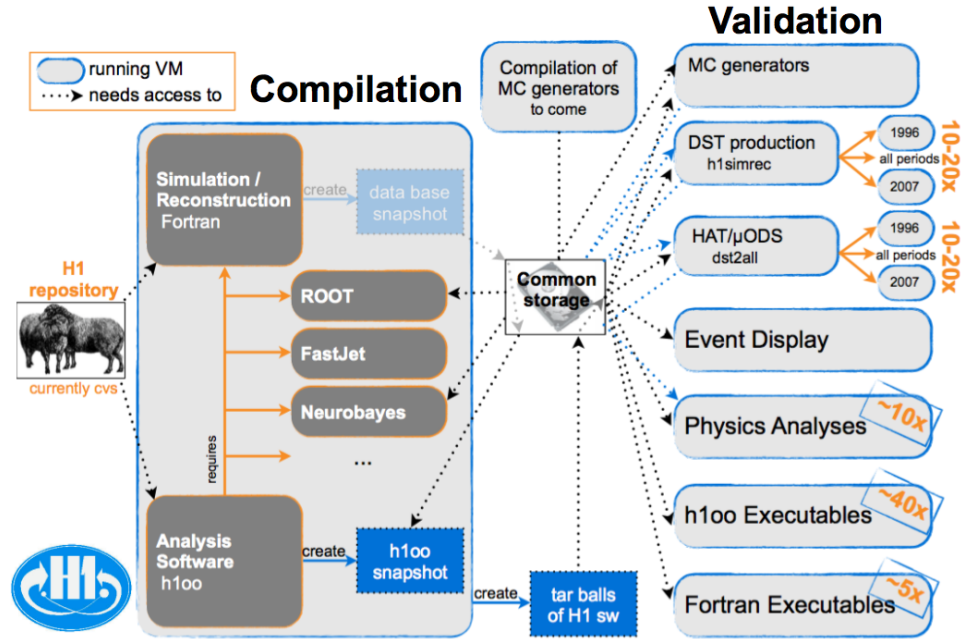 Validation
running VM
needs access to
Compilation
Compilation of
MC generators
to come
MC generators
DST production
h1simrec
1996
all periods
2007
10-20x
HAT/μODS
dst2all
1996
all periods
2007
10-20x
Simulation /
Reconstruction
Fortran
create
data base
snapshot
H1
repository
currently cvs
ROOT
FastJet
Neurobayes
...
requires
Common
storage
Event Display
Physics Analyses
~10x
h1oo Executables
~40x
Fortran Executables
~5x
Analysis
Software
h1oo
create
h1oo
snapshot
create
tar balls
of H1 sw
H1